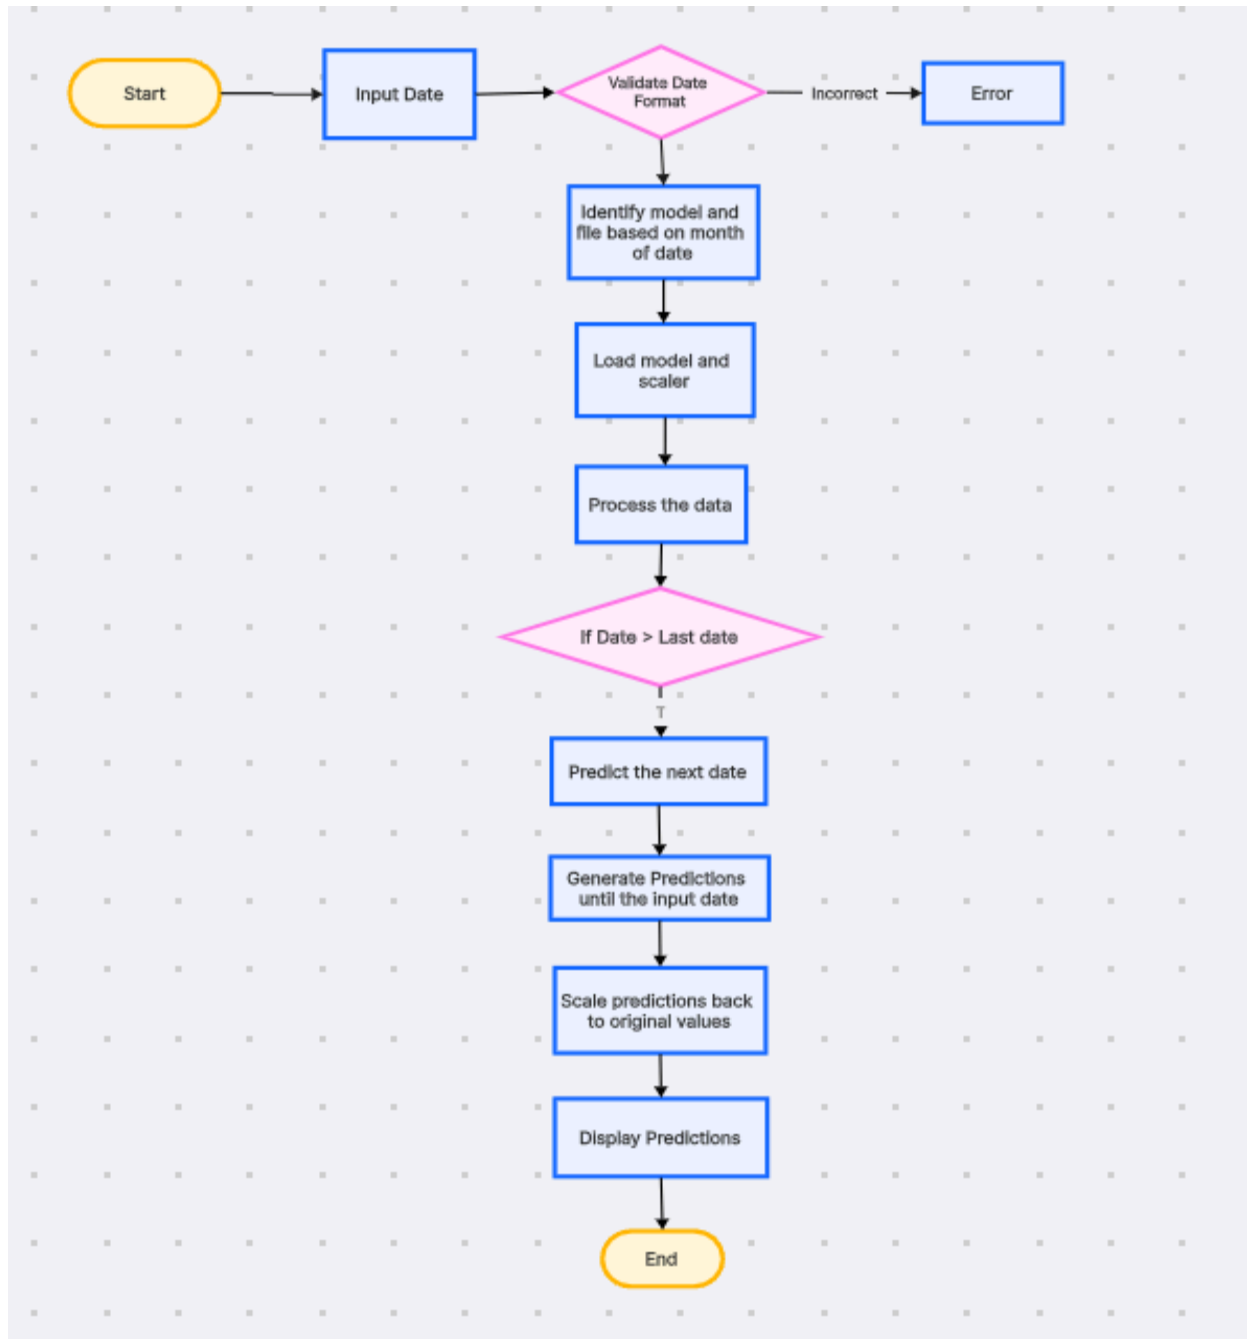 Start
Input Date
Validate Date
Format
Incorrect
Error
Identify model and
file based on month
of date
Load model and
scaler
Process the data
If Date > Last date
T
Predict the next date
Generate Predictions
until the input date
Scale predictions back
to original values
Display Predictions
End